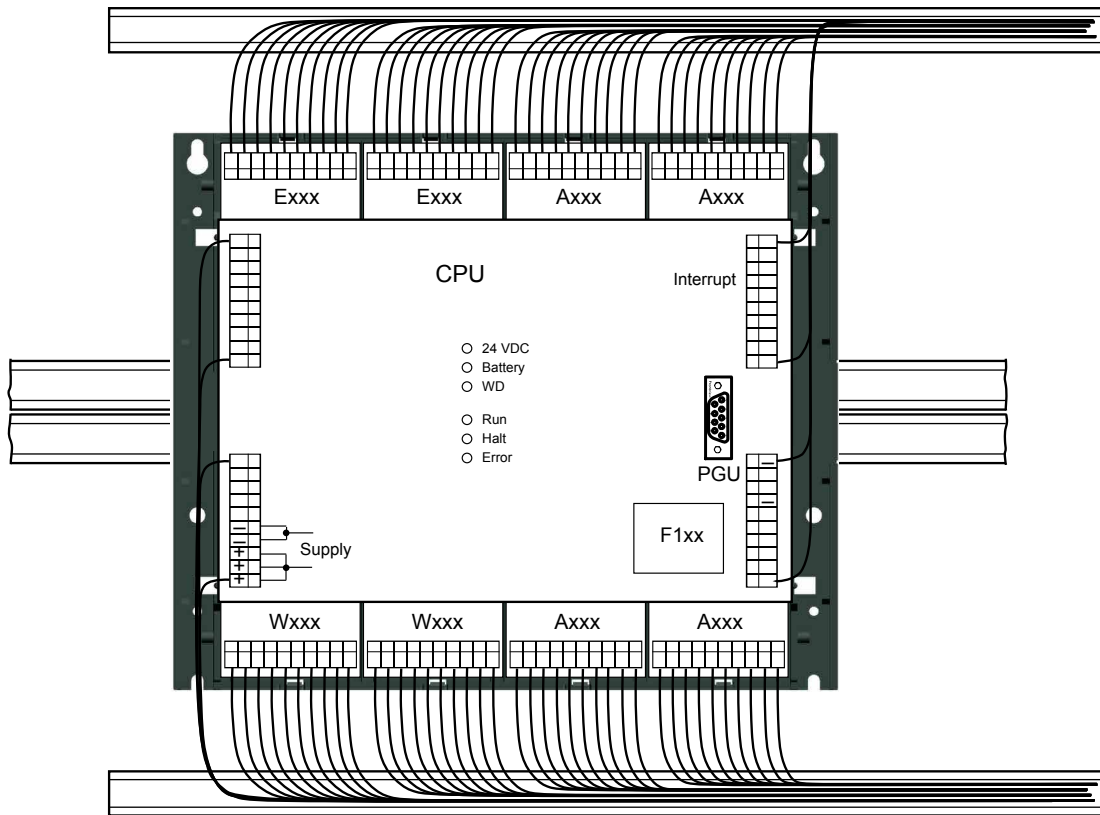 Exxx
Exxx
Axxx
Axxx
CPU
Interrupt
24 VDC
Battery
WD
Run
Halt
Error
PGU
–
–
–
–
+
+
+
Supply
F1xx
Wxxx
Wxxx
Axxx
Axxx